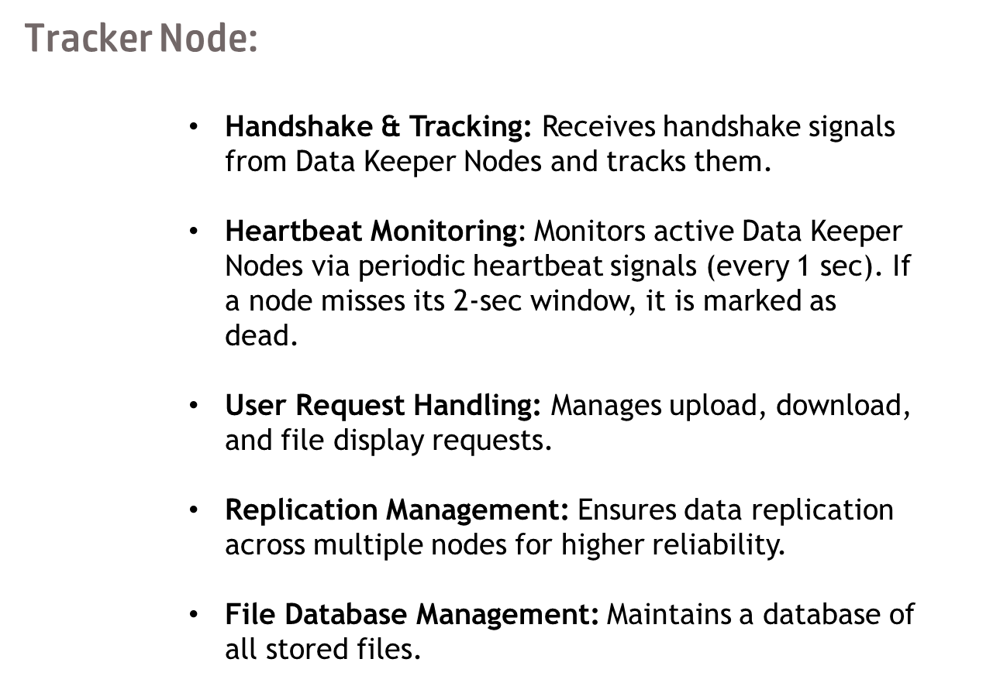 Tracker Node:
• Handshake & Tracking: Receives handshake signals
from Data Keeper Nodes and tracks them.
• Heartbeat Monitoring: Monitors active Data Keeper
Nodes via periodic heartbeat signals (every 1 sec). If
a node misses its 2-sec window, it is marked as
dead.
• User Request Handling: Manages upload, download,
and file display requests.
• Replication Management: Ensures data replication
across multiple nodes for higher reliability.
• File Database Management: Maintains a database of
all stored files.